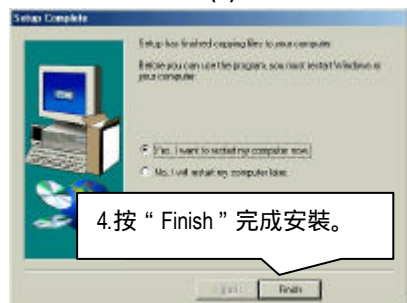 Setup Complete
Setup has finished copying files to your computer.
Before you can use the program, you must restart Windows or
your computer.
Yes, I want to restart my computer now.
No, I will restart my computer later.
4.按“Finish”完成安裝。
Finish